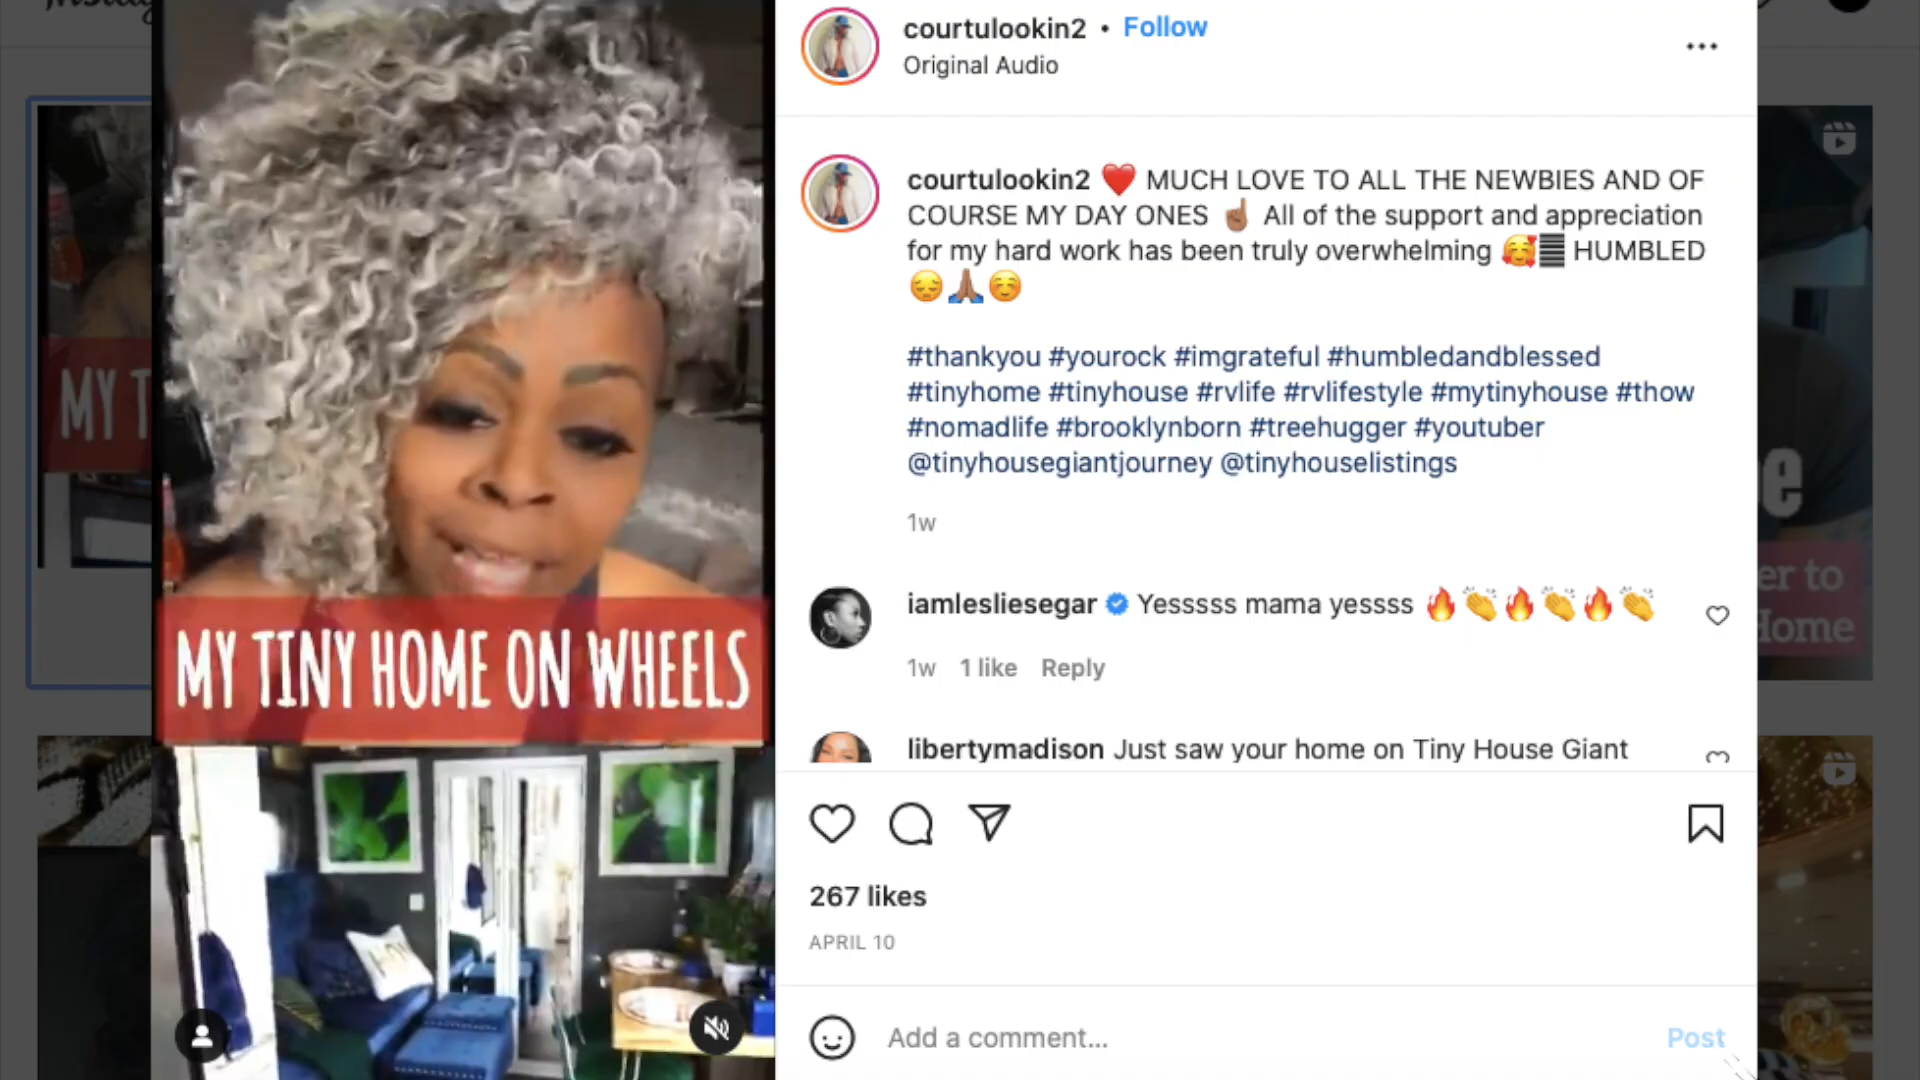 courtulookin2 • Follow
Original Audio
courtulookin2 ❤️ MUCH LOVE TO ALL THE NEWBIES AND OF
COURSE MY DAY ONES ☝🏽 All of the support and appreciation
for my hard work has been truly overwhelming 🥰 HUMBLED
😔🙏🏽☺️
#thankyou #yourock #imgrateful #humbledandblessed
#tinyhome #tinyhouse #rvlife #rvlifestyle #mytinyhouse #thow
#nomadlife #brooklynborn #treehugger #youtuber
@tinyhousegiantjourney @tinyhouselistings
1w
iamlesliesegar Yesssss mama yessss 🔥👏🔥👏🔥👏
1w 1 like Reply
libertymadison Just saw your home on Tiny House Giant
267 likes
APRIL 10
Add a comment...
Post
MY TINY HOME ON WHEELS
MY T
e
er to
Home